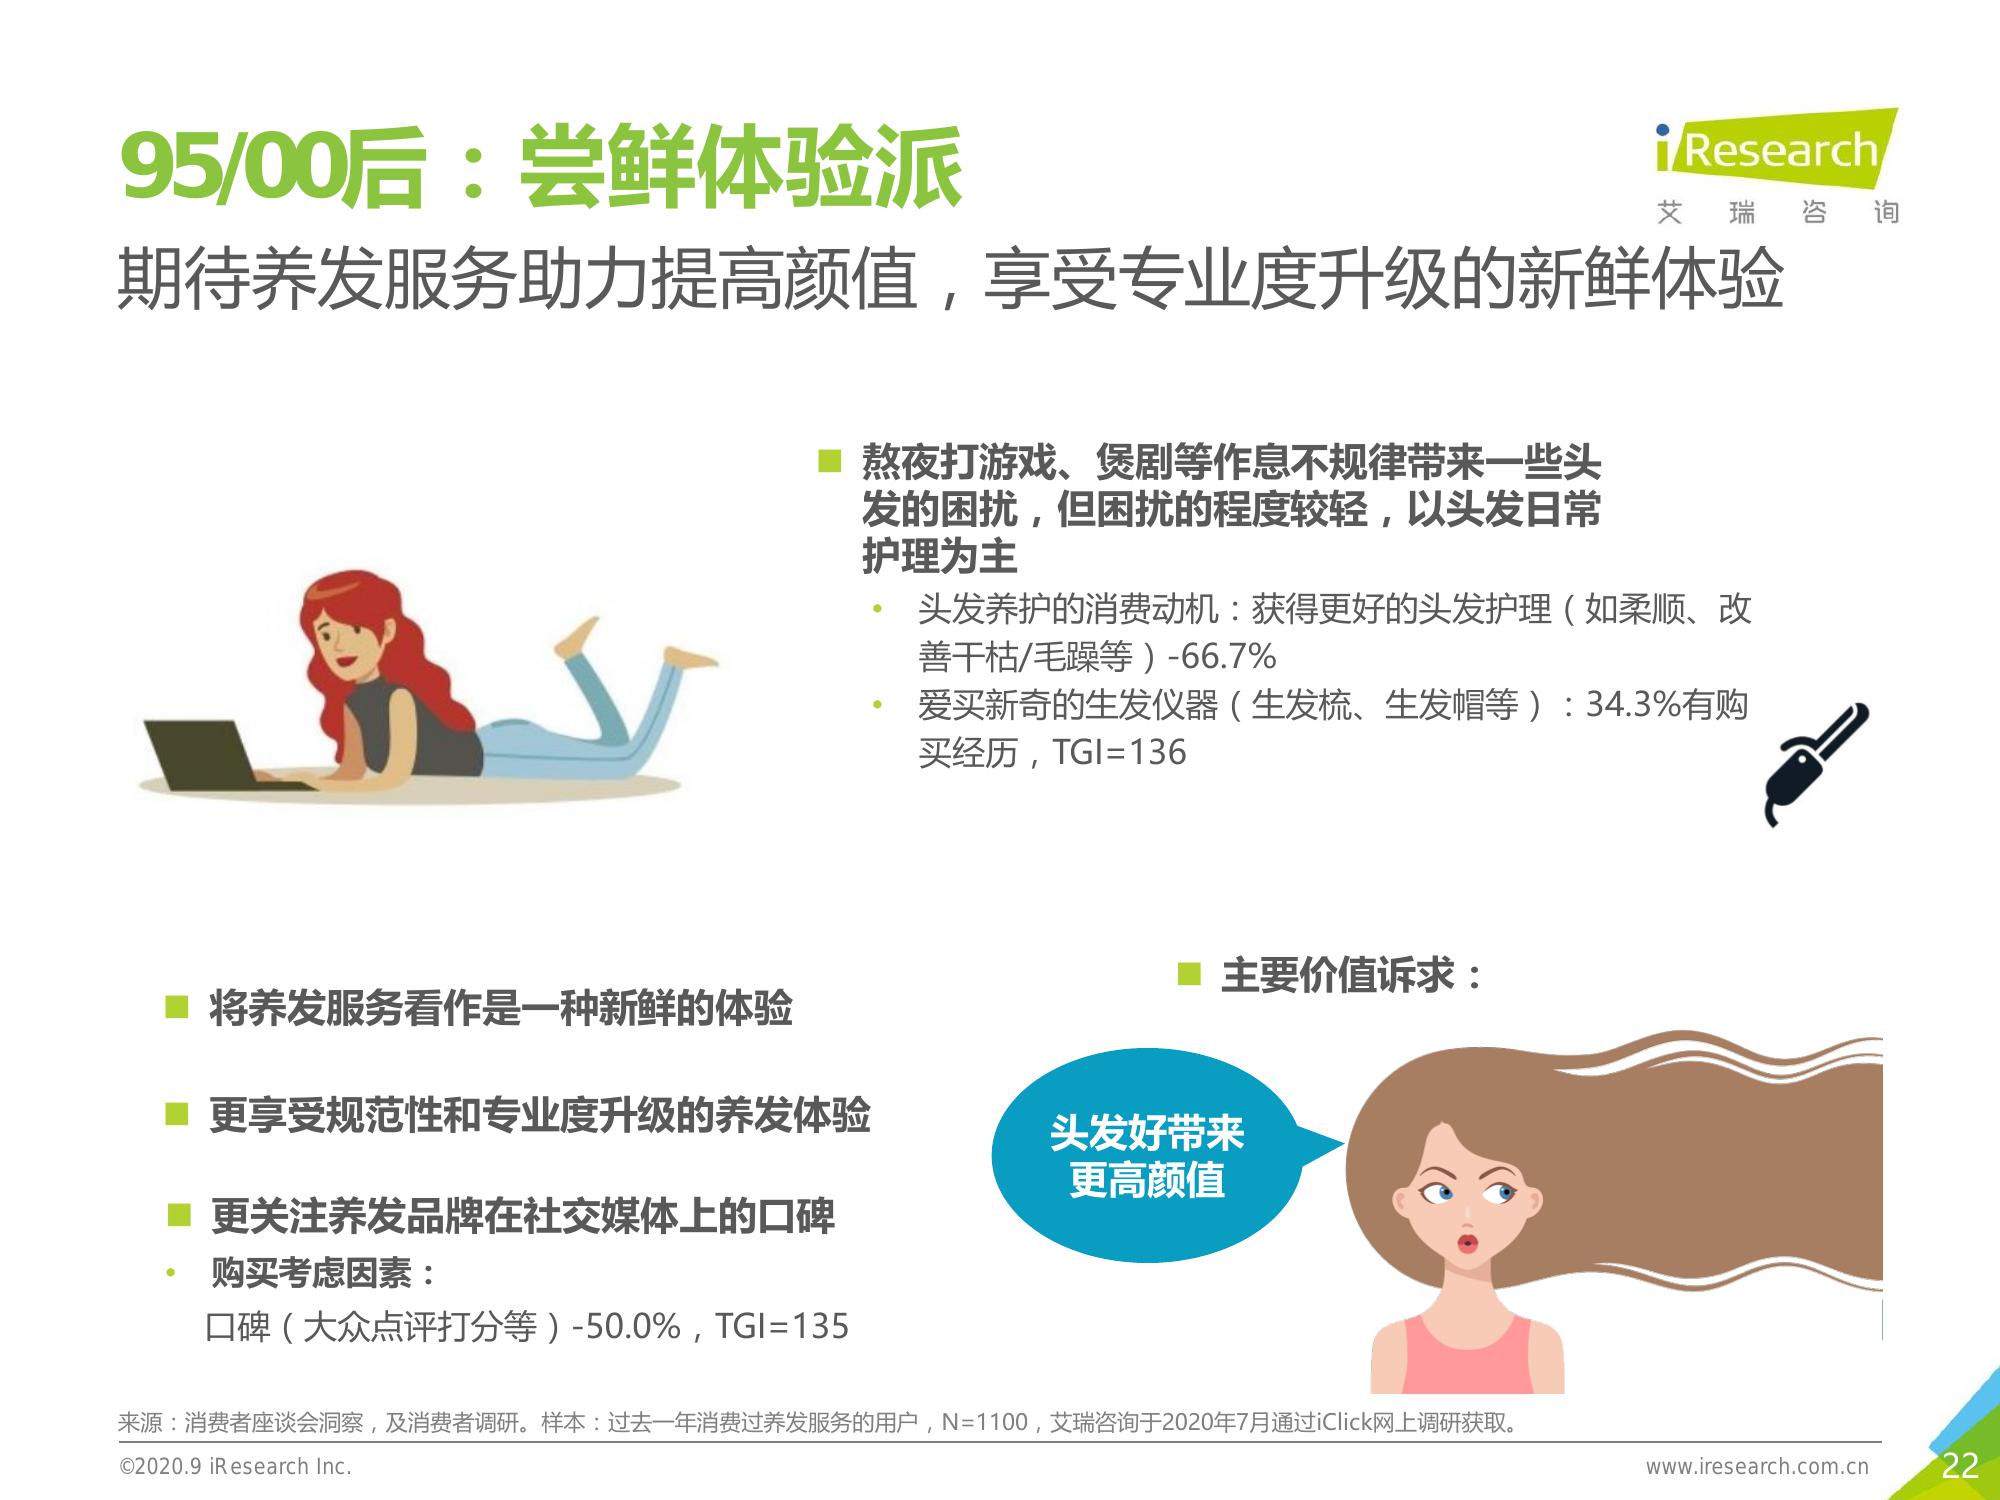 95/00后：尝鲜体验派
iResearch
艾瑞咨询
期待养发服务助力提高颜值，享受专业度升级的新鲜体验
■ 熬夜打游戏、煲剧等作息不规律带来一些头
发的困扰，但困扰的程度较轻，以头发日常
护理为主
• 头发养护的消费动机：获得更好的头发护理（如柔顺、改
善干枯/毛躁等）-66.7%
• 爱买新奇的生发仪器（生发梳、生发帽等）：34.3%有购
买经历，TGI=136
■ 将养发服务看作是一种新鲜的体验
■ 更享受规范性和专业度升级的养发体验
■ 更关注养发品牌在社交媒体上的口碑
• 购买考虑因素：
口碑（大众点评打分等）-50.0%，TGI=135
■ 主要价值诉求：
头发好带来
更高颜值
来源：消费者座谈会洞察，及消费者调研。样本：过去一年消费过养发服务的用户，N=1100，艾瑞咨询于2020年7月通过iClick网上调研获取。
©2020.9 iResearch Inc.
www.iresearch.com.cn
22